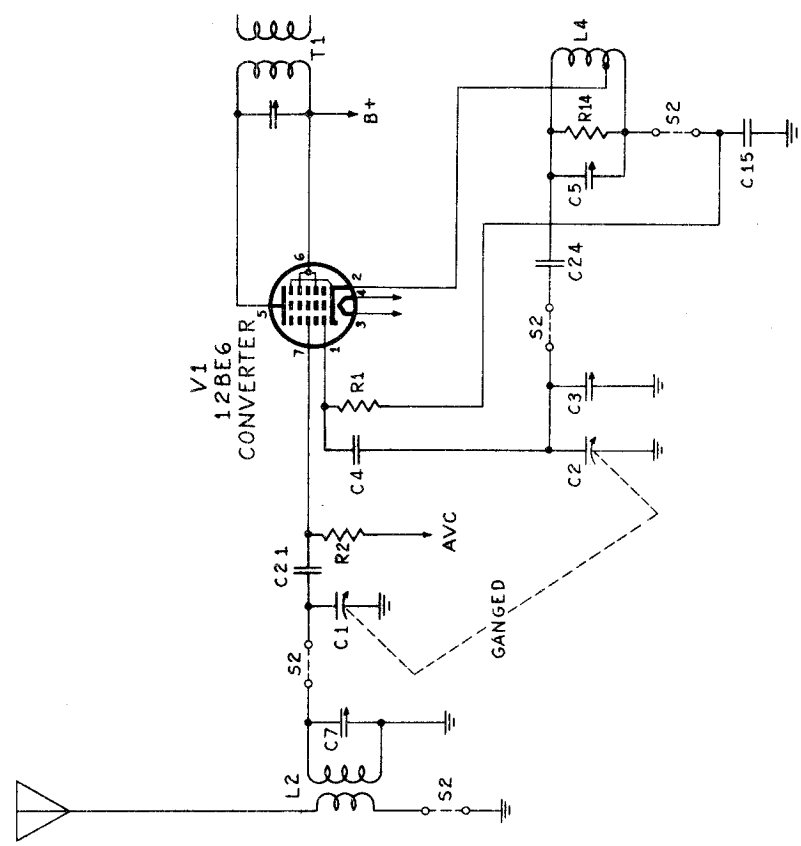 T1
L4
B+
R14
S2
C15
C5
6
2
4
3
5
7
1
C24
V1
12BE6
CONVERTER
S2
R1
C3
C4
C2
C21
R2
AVC
C1
GANGED
S2
C7
L2
S2